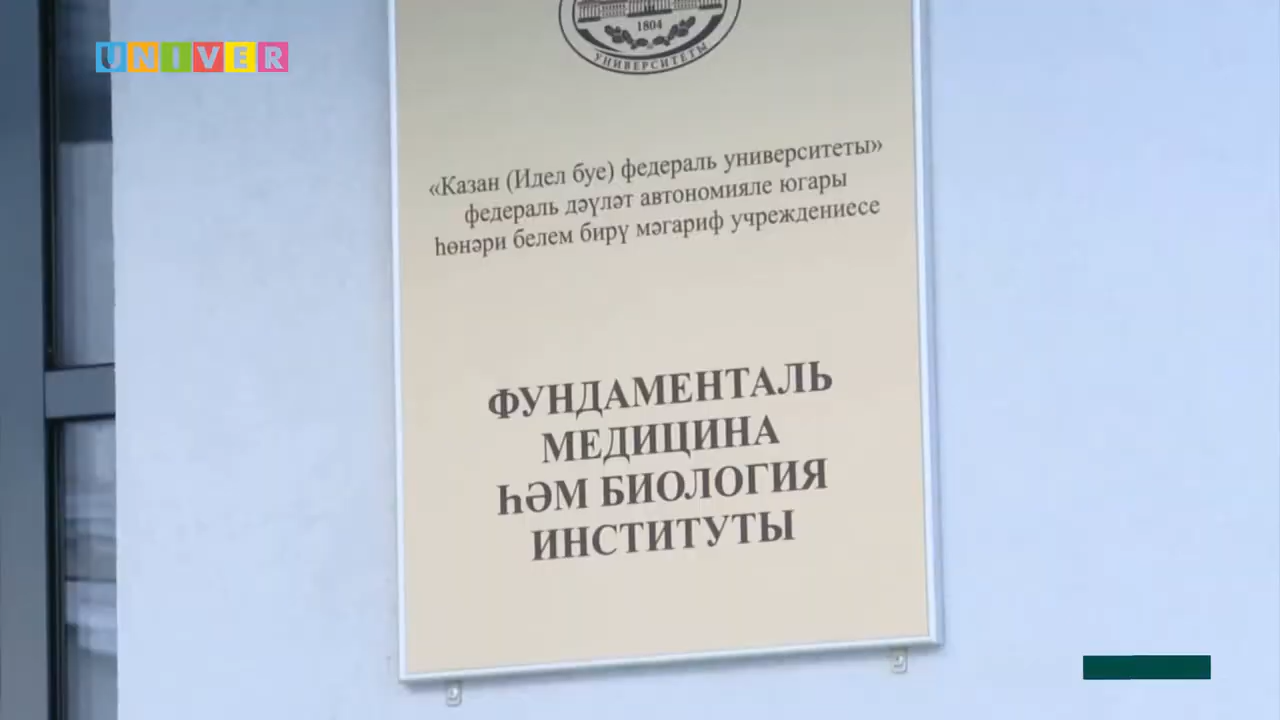 UNIVER
1804
УНИВЕРСИТЕТЫ
«Казан (Идел буе) федераль университеты»
федераль дәүләт автономияле югары
һөнәри белем бирү мәгариф учреждениесе
ФУНДАМЕНТАЛЬ
МЕДИЦИНА
ҺӘМ БИОЛОГИЯ
ИНСТИТУТЫ